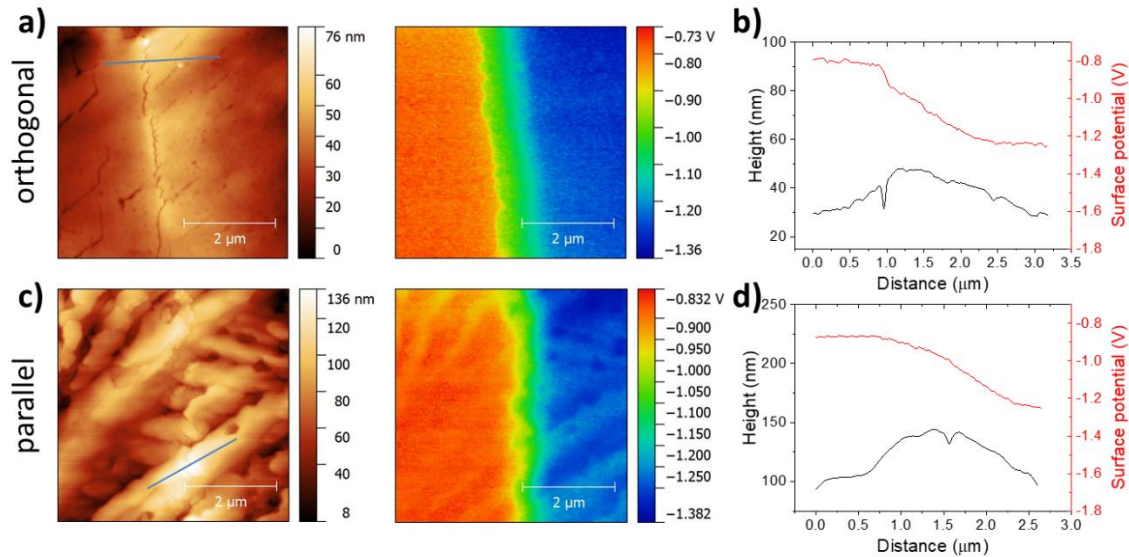 a)
orthogonal
76 nm
60
50
40
30
20
0
2 µm
−0.73 V
−0.80
−0.90
−1.00
−1.10
−1.20
−1.36
2 µm
b)
100
80
60
40
20
Height (nm)
0.0 0.5 1.0 1.5 2.0 2.5 3.0 3.5
Distance (µm)
-0.8
-1.0
-1.2
-1.4
-1.6
-1.8
Surface potential (V)
c)
parallel
136 nm
120
100
80
60
40
8
2 µm
−0.832 V
−0.900
−0.950
−1.000
−1.050
−1.100
−1.150
−1.200
−1.250
−1.382
2 µm
d)
250
200
150
100
Height (nm)
0.0 0.5 1.0 1.5 2.0 2.5 3.0
Distance (µm)
-0.8
-1.0
-1.2
-1.4
-1.6
-1.8
Surface potential (V)